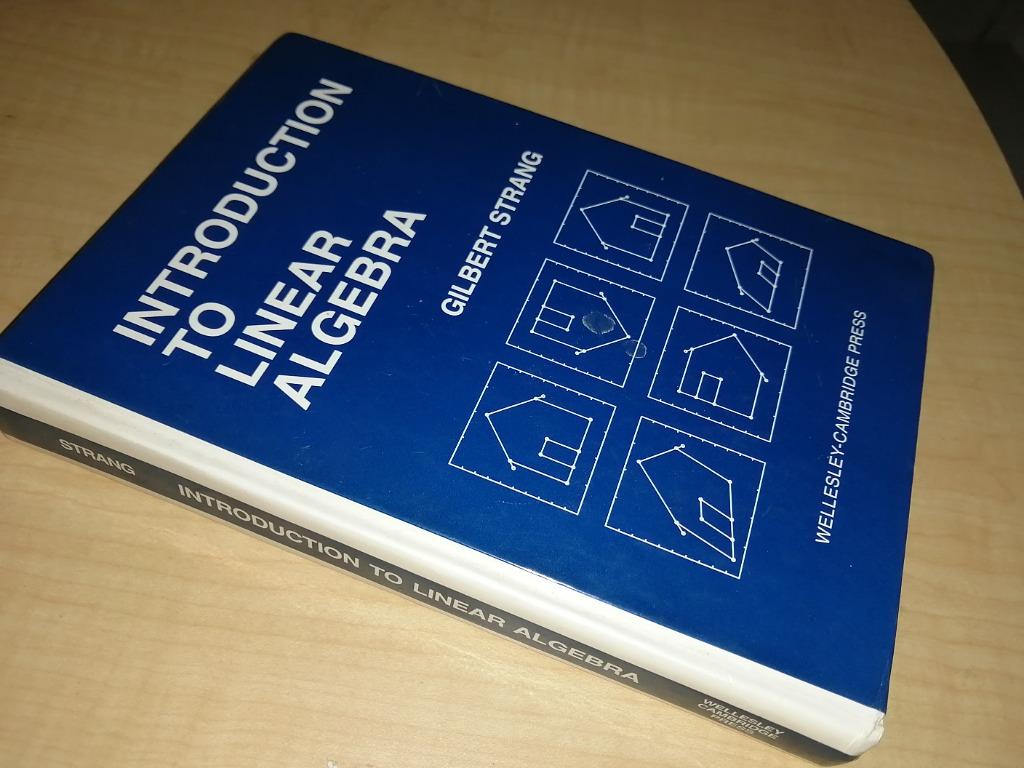 INTRODUCTION
TO
LINEAR
ALGEBRA
GILBERT STRANG
WELLESLEY-CAMBRIDGE PRESS
STRANG
INTRODUCTION TO LINEAR ALGEBRA
WELLESLEY
CAMBRIDGE
PRESS